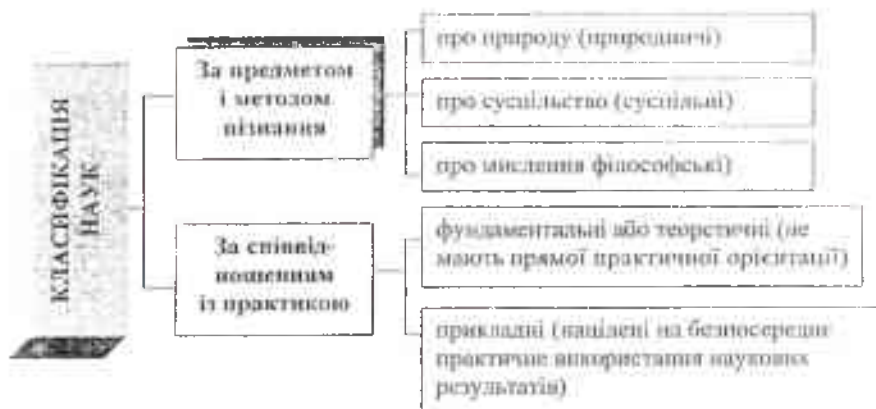 КЛАСИФІКАЦІЯ
НАУК
За предметом
і методом
пізнання
про природу (природничі)
про суспільство (суспільні)
про мислення філософські)
За співвід-
ношенням
із практикою
фундаментальні або теоретичні (не
мають прямої практичної орієнтації)
прикладні (націлені на безпосереднє
практичне використання наукових
результатів)